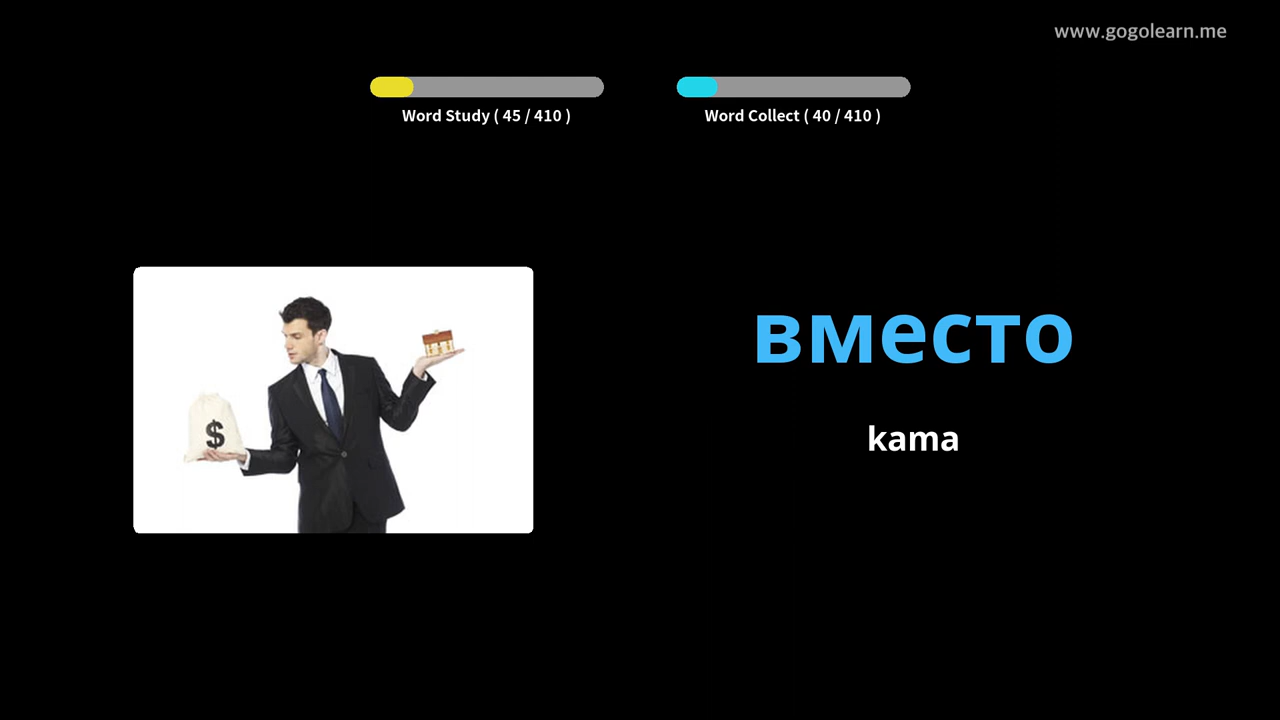 www.gogolearn.me
Word Study ( 45 / 410 )
Word Collect ( 40 / 410 )
$
вместо
kama